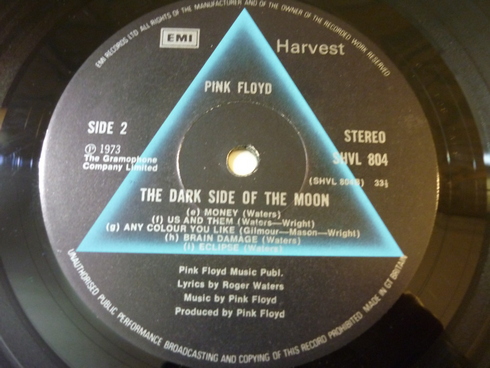 EMI RECORDS LTD ALL RIGHTS OF THE MANUFACTURER AND OF THE OWNER OF THE RECORDED WORK RESERVED
EMI
Harvest
PINK FLOYD
SIDE 2
STEREO
Ⓟ 1973
The Gramophone
Company Limited
SHVL 804
33⅓
THE DARK SIDE OF THE MOON
(e) MONEY (Waters)
(f) US AND THEM (Waters—Wright)
(g) ANY COLOUR YOU LIKE (Gilmour—Mason—Wright)
(h) BRAIN DAMAGE (Waters)
(i) ECLIPSE (Waters)
Pink Floyd Music Publ.
Lyrics by Roger Waters
Music by Pink Floyd
Produced by Pink Floyd
UNAUTHORISED PUBLIC PERFORMANCE BROADCASTING AND COPYING OF THIS RECORD PROHIBITED MADE IN GT BRITAIN